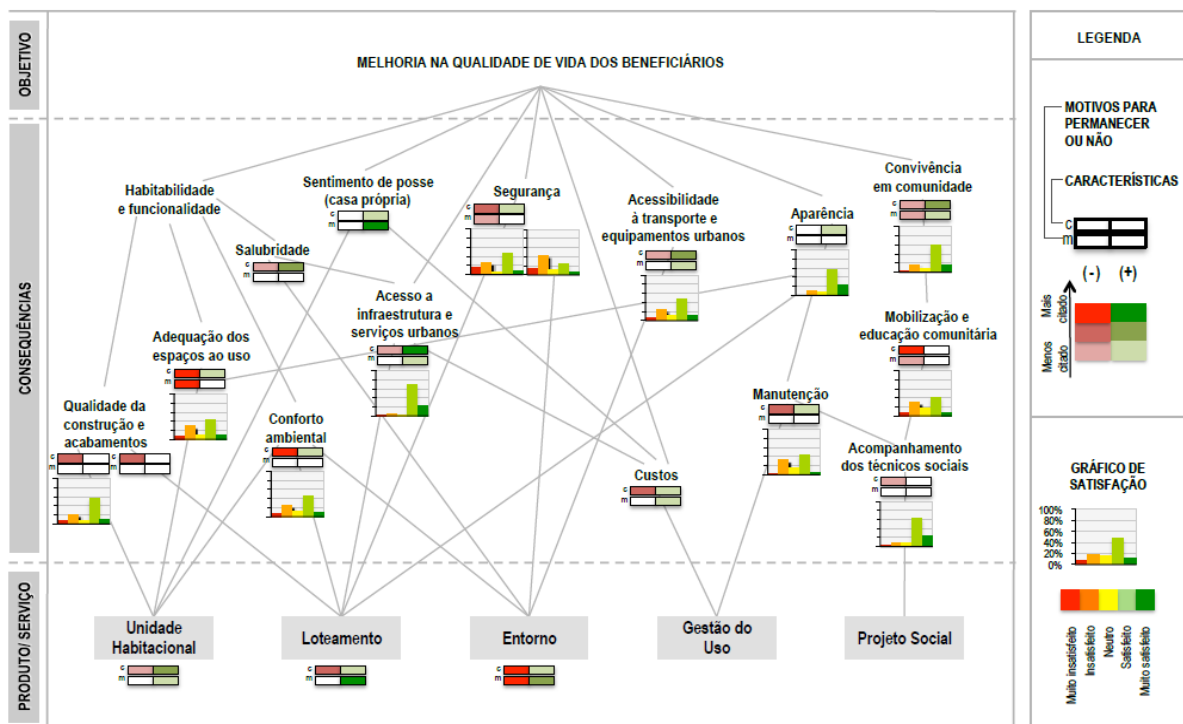 OBJETIVO
MELHORIA NA QUALIDADE DE VIDA DOS BENEFICIÁRIOS
CONSEQUÊNCIAS
Habitabilidade
e funcionalidade
Sentimento de posse
(casa própria)
c
m
Segurança
c
m
Acessibilidade
à transporte e
equipamentos urbanos
c
m
Aparência
c
m
Convivência
em comunidade
c
m
Salubridade
c
m
Acesso a
infraestrutura e
serviços urbanos
c
m
Mobilização e
educação comunitária
c
m
Adequação dos
espaços ao uso
c
m
Manutenção
c
m
Qualidade da
construção e
acabamentos
c
m
c
m
Conforto
ambiental
c
m
Custos
c
m
Acompanhamento
dos técnicos sociais
c
m
PRODUTO/ SERVIÇO
Unidade
Habitacional
c
m
Loteamento
c
m
Entorno
c
m
Gestão do
Uso
Projeto Social
LEGENDA
MOTIVOS PARA
PERMANECER
OU NÃO
CARACTERÍSTICAS
c
m
(-) (+)
Mais
citado
Menos
citado
GRÁFICO DE
SATISFAÇÃO
100%
80%
60%
40%
20%
0%
Muito insatisfeito
Insatisfeito
Neutro
Satisfeito
Muito satisfeito